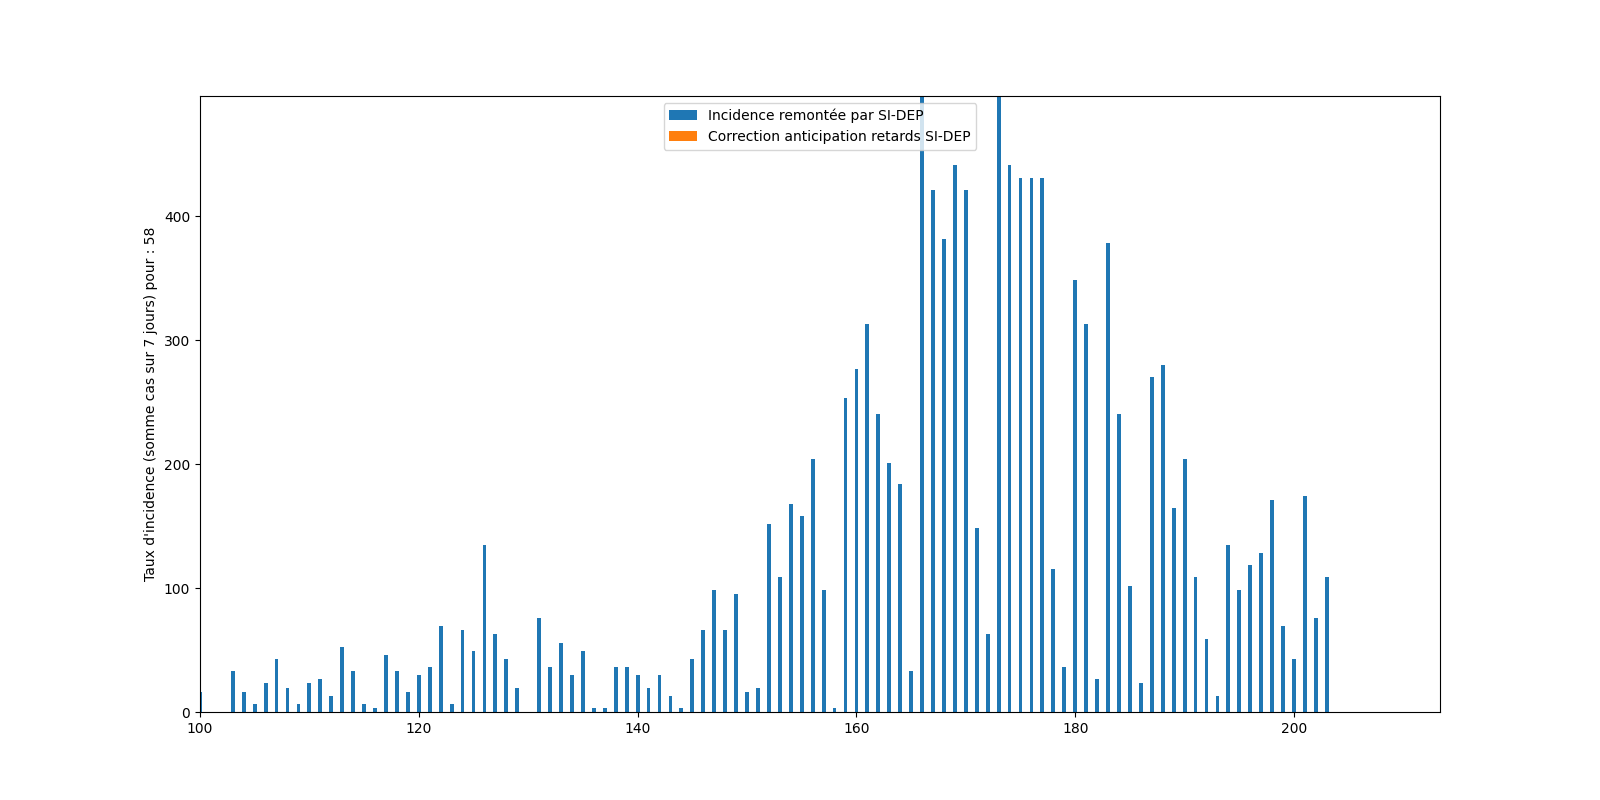 Incidence remontée par SI-DEP
Correction anticipation retards SI-DEP
Taux d'incidence (somme cas sur 7 jours) pour : 58
400
300
200
100
0
100 120 140 160 180 200